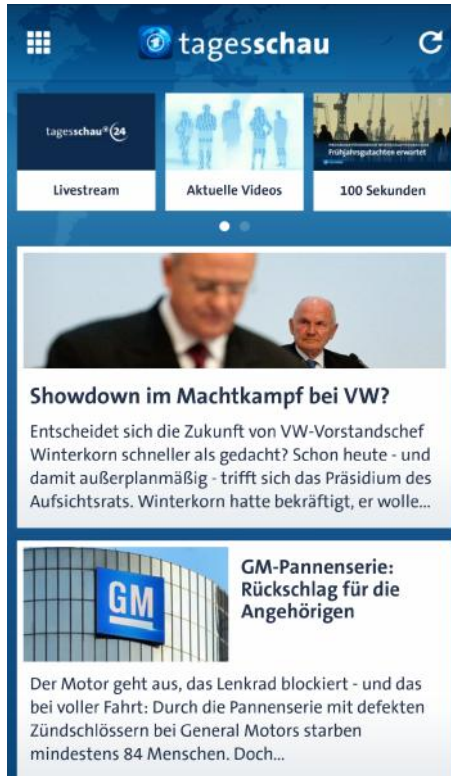 tagesschau
tagesschau 24
Frühjahrsgutachten erwartet
Livestream
Aktuelle Videos
100 Sekunden
Showdown im Machtkampf bei VW?
Entscheidet sich die Zukunft von VW-Vorstandschef
Winterkorn schneller als gedacht? Schon heute - und
damit außerplanmäßig - trifft sich das Präsidium des
Aufsichtsrats. Winterkorn hatte bekräftigt, er wolle...
GM
GM-Pannenserie:
Rückschlag für die
Angehörigen
Der Motor geht aus, das Lenkrad blockiert - und das
bei voller Fahrt: Durch die Pannenserie mit defekten
Zündschlössern bei General Motors starben
mindestens 84 Menschen. Doch...